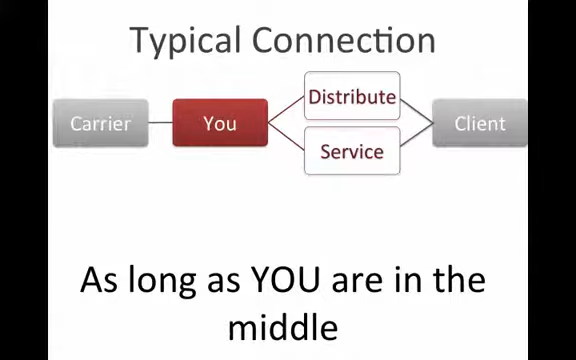 Typical Connection
Carrier
You
Distribute
Service
Client
As long as YOU are in the
middle